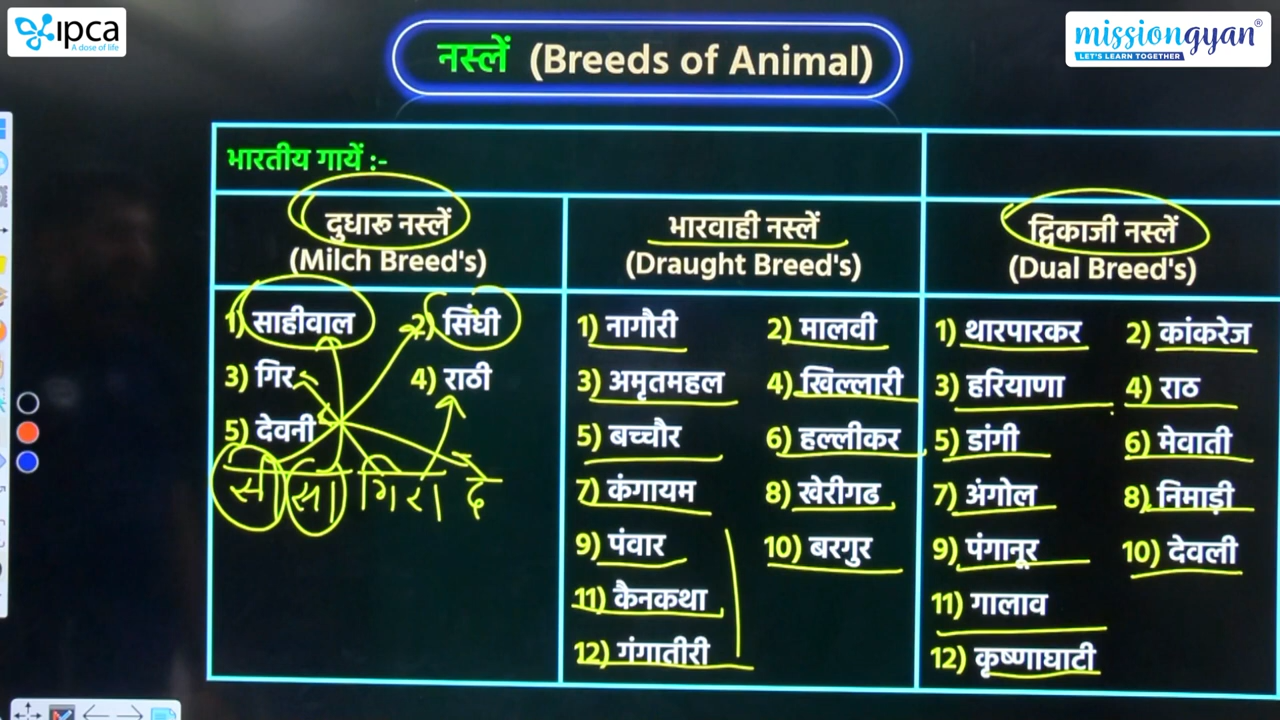 ipca
A dose of life
नस्लें (Breeds of Animal)
missiongyan®
LET'S LEARN TOGETHER
भारतीय गायें :-
दुधारू नस्लें
(Milch Breed's)
भारवाही नस्लें
(Draught Breed's)
द्विकाजी नस्लें
(Dual Breed's)
1) साहीवाल 2) सिंधी
3) गिर 4) राठी
5) देवनी
सी सा गि रा दे
1) नागौरी 2) मालवी
3) अमृतमहल 4) खिल्लारी
5) बच्चौर 6) हल्लीकर
7) कंगायम 8) खेरीगढ
9) पंवार 10) बरगुर
11) कैनकथा
12) गंगातीरी
1) थारपारकर 2) कांकरेज
3) हरियाणा 4) राठ
5) डांगी 6) मेवाती
7) अंगोल 8) निमाड़ी
9) पंगानूर 10) देवली
11) गालाव
12) कृष्णाघाटी